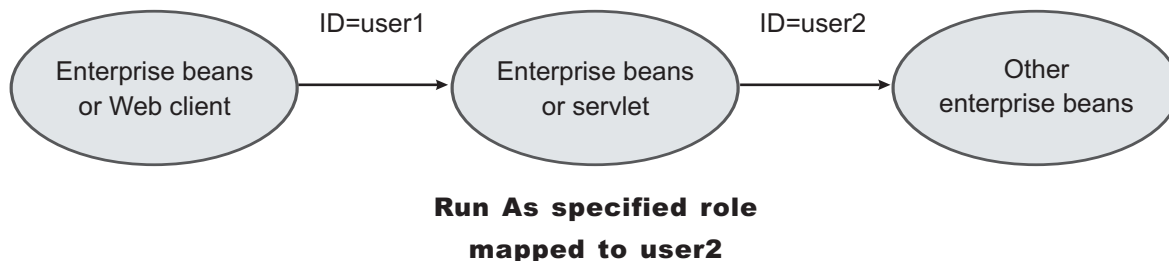 ID=user1
ID=user2
Enterprise beans
or Web client
Enterprise beans
or servlet
Other
enterprise beans
Run As specified role
mapped to user2